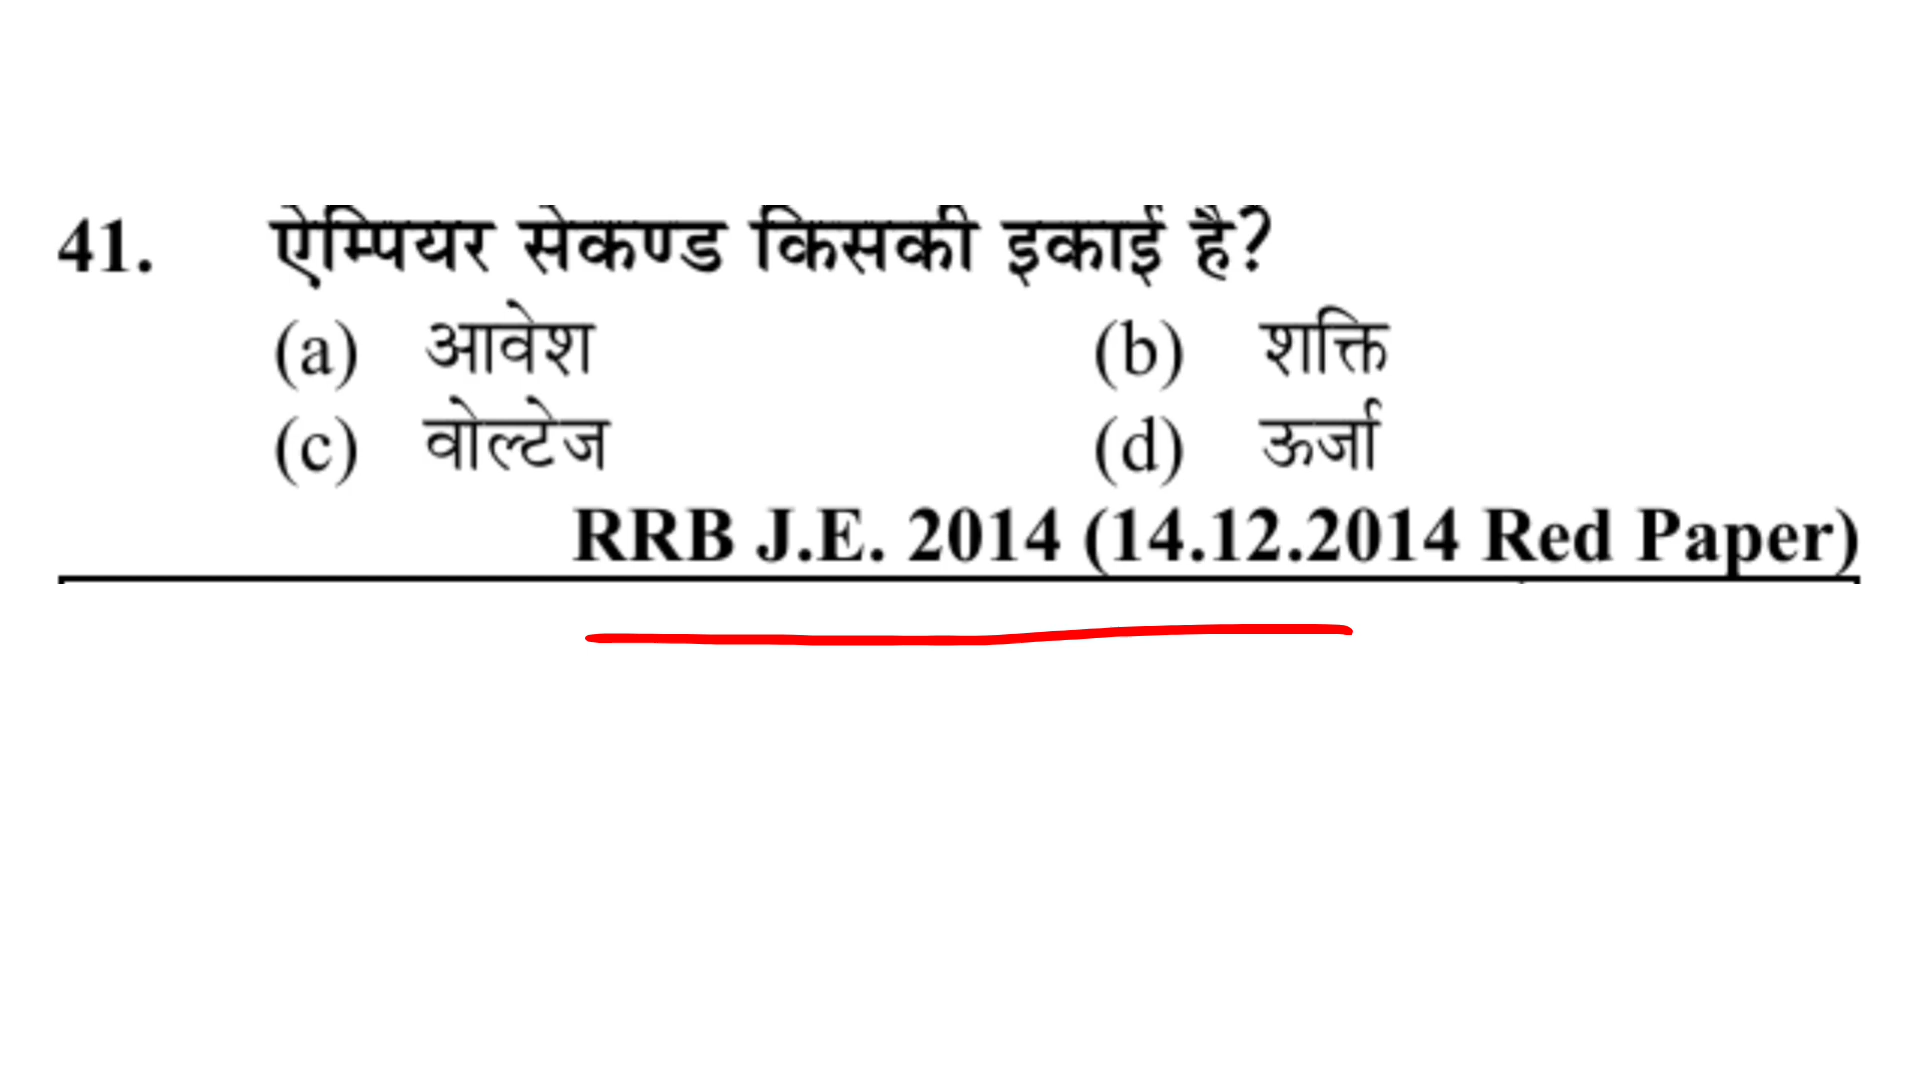 41. ऐम्पियर सेकण्ड किसकी इकाई है?
(a) आवेश (b) शक्ति
(c) वोल्टेज (d) ऊर्जा
RRB J.E. 2014 (14.12.2014 Red Paper)